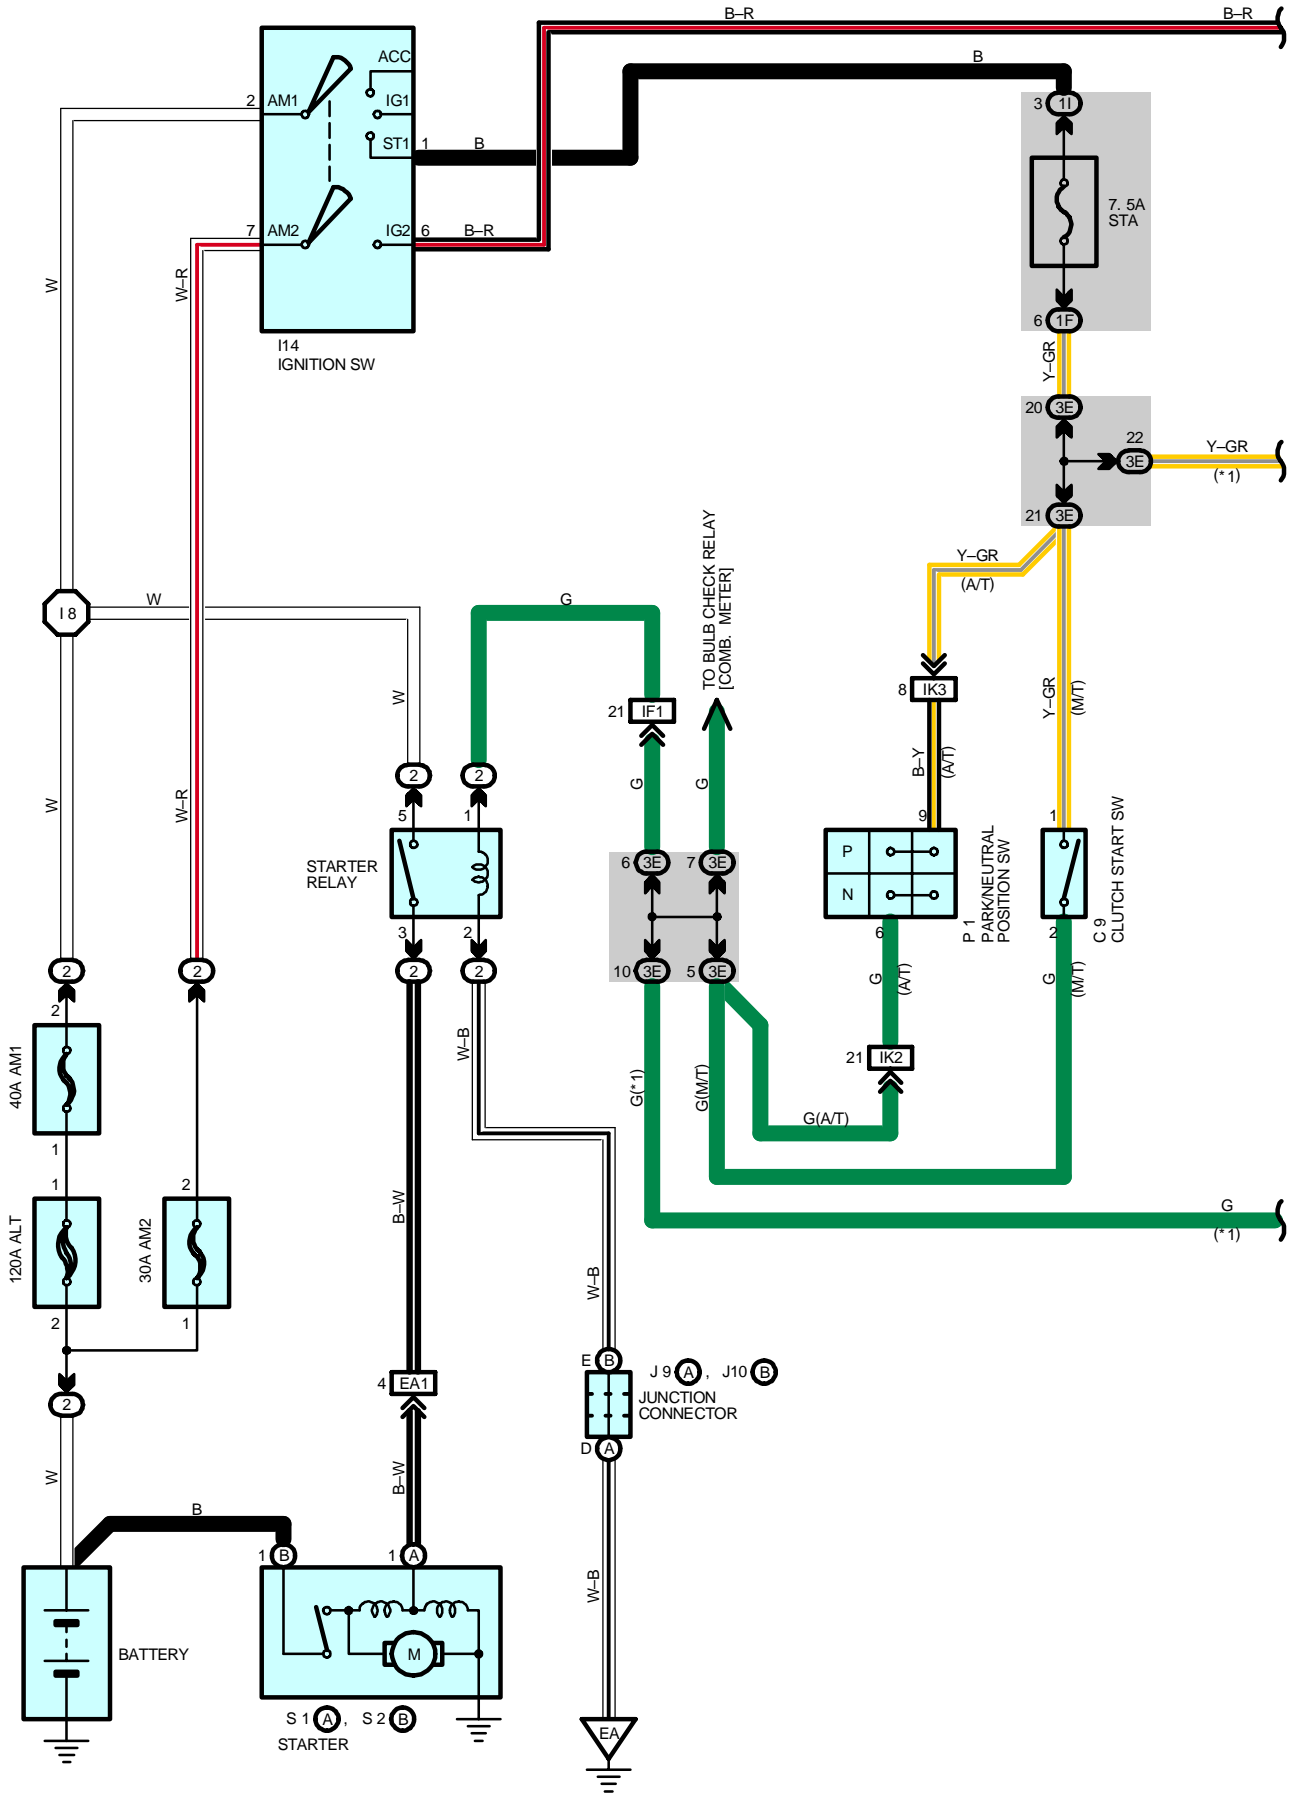 B–R
B–R
B
ACC
2
AM1
IG1
3
1I
ST1
1
B
7. 5A
STA
7
AM2
IG2
6
B–R
W
W–R
6
1F
I14
IGNITION SW
Y–GR
20
3E
22
3E
Y–GR
(*1)
21
3E
TO BULB CHECK RELAY
[COMB. METER]
Y–GR
(A/T)
I 8
W
G
W
8
IK3
Y–GR
(M/T)
21
IF1
B–Y
(A/T)
W
W–R
2
2
G
G
5
1
9
1
STARTER
RELAY
6
3E
7
3E
P
N
P 1
PARK/NEUTRAL
POSITION SW
C 9
CLUTCH START SW
3
2
6
2
2
2
2
2
10
3E
5
3E
G
(A/T)
G
(M/T)
2
40A AM1
W–B
21
IK2
G(*1)
G(M/T)
G(A/T)
1
1
2
120A ALT
30A AM2
B–W
G
(*1)
2
1
W–B
E
B
J 9
A
,
J10
B
4
EA1
JUNCTION
CONNECTOR
2
D
A
W
B–W
B
1
B
1
A
W–B
BATTERY
M
S 1
A
,
S 2
B
STARTER
EA